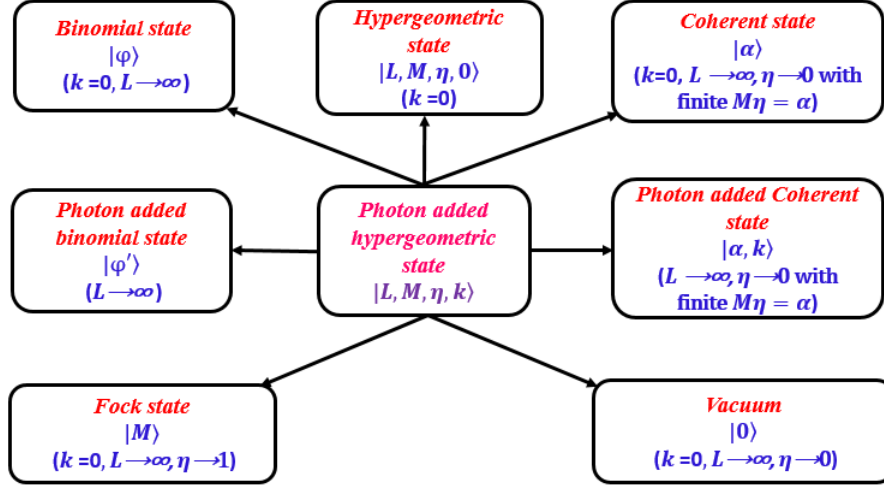 Binomial state
|φ⟩
(k =0, L ⟶∞)
Hypergeometric
state
|L, M, η, 0⟩
(k =0)
Coherent state
|α⟩
(k=0, L ⟶∞, η⟶0 with
finite Mη = α)
Photon added
binomial state
|φ′⟩
(L ⟶∞)
Photon added
hypergeometric
state
|L, M, η, k⟩
Photon added Coherent
state
|α, k⟩
(L ⟶∞, η⟶0 with
finite Mη = α)
Fock state
|M⟩
(k =0, L⟶∞, η⟶1)
Vacuum
|0⟩
(k =0, L⟶∞, η⟶0)